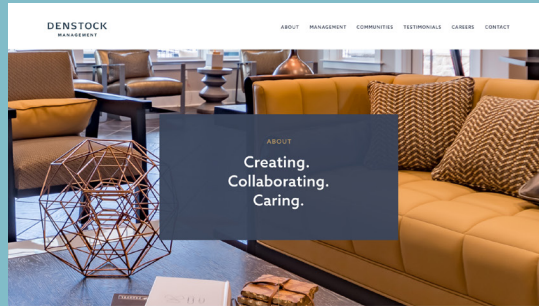 DENSTOCK
MANAGEMENT
ABOUT MANAGEMENT COMMUNITIES TESTIMONIALS CAREERS CONTACT
ABOUT
Creating.
Collaborating.
Caring.